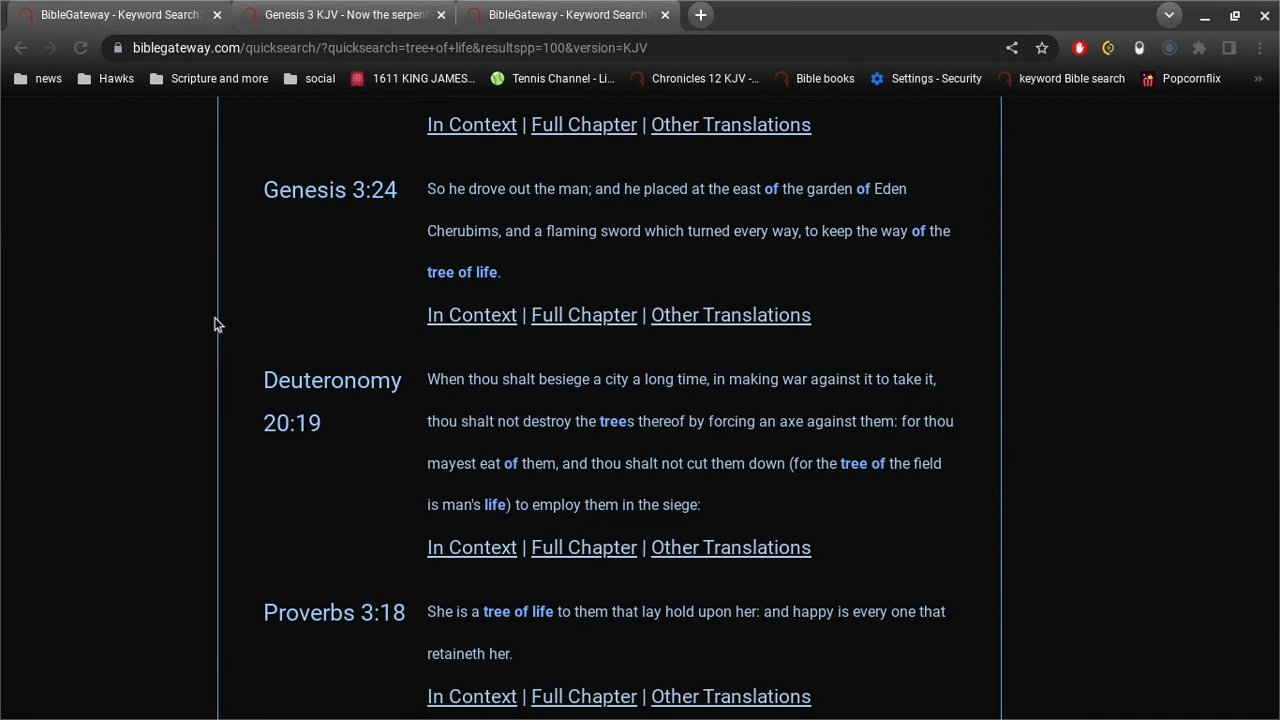 BibleGateway - Keyword Search:
Genesis 3 KJV - Now the serpent
BibleGateway - Keyword Search:
biblegateway.com/quicksearch/?quicksearch=tree+of+life&resultspp=100&version=KJV
news
Hawks
Scripture and more
social
1611 KING JAMES...
Tennis Channel - Li...
Chronicles 12 KJV -...
Bible books
Settings - Security
keyword Bible search
Popcornflix
»
In Context | Full Chapter | Other Translations
Genesis 3:24
So he drove out the man; and he placed at the east of the garden of Eden
Cherubims, and a flaming sword which turned every way, to keep the way of the
tree of life.
In Context | Full Chapter | Other Translations
Deuteronomy
20:19
When thou shalt besiege a city a long time, in making war against it to take it,
thou shalt not destroy the trees thereof by forcing an axe against them: for thou
mayest eat of them, and thou shalt not cut them down (for the tree of the field
is man's life) to employ them in the siege:
In Context | Full Chapter | Other Translations
Proverbs 3:18
She is a tree of life to them that lay hold upon her: and happy is every one that
retaineth her.
In Context | Full Chapter | Other Translations